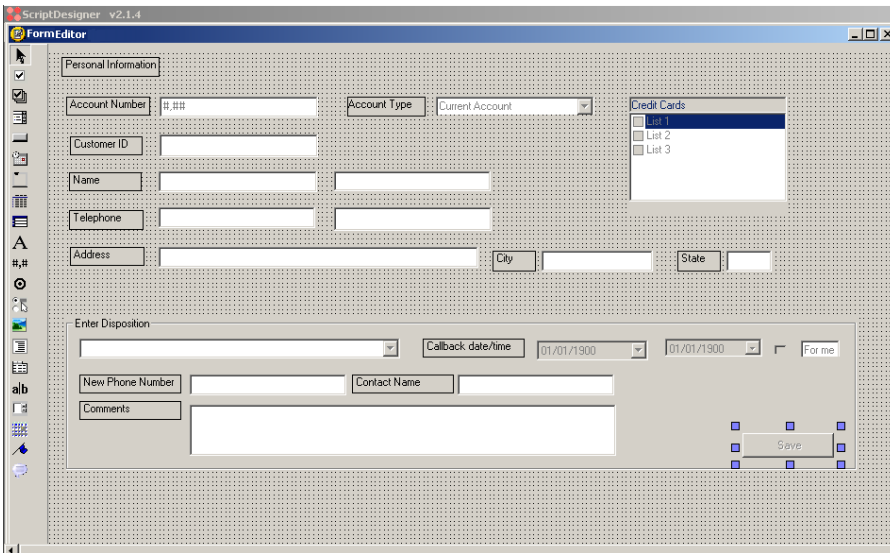 ScriptDesigner v2.1.4
FormEditor
Personal Information
Account Number #,## Account Type Current Account Credit Cards
List 1
Customer ID List 2
List 3
Name
Telephone
Address City State
Enter Disposition
Callback date/time 01/01/1900 01/01/1900 For me
New Phone Number Contact Name
Comments
Save
A
#,#
a|b